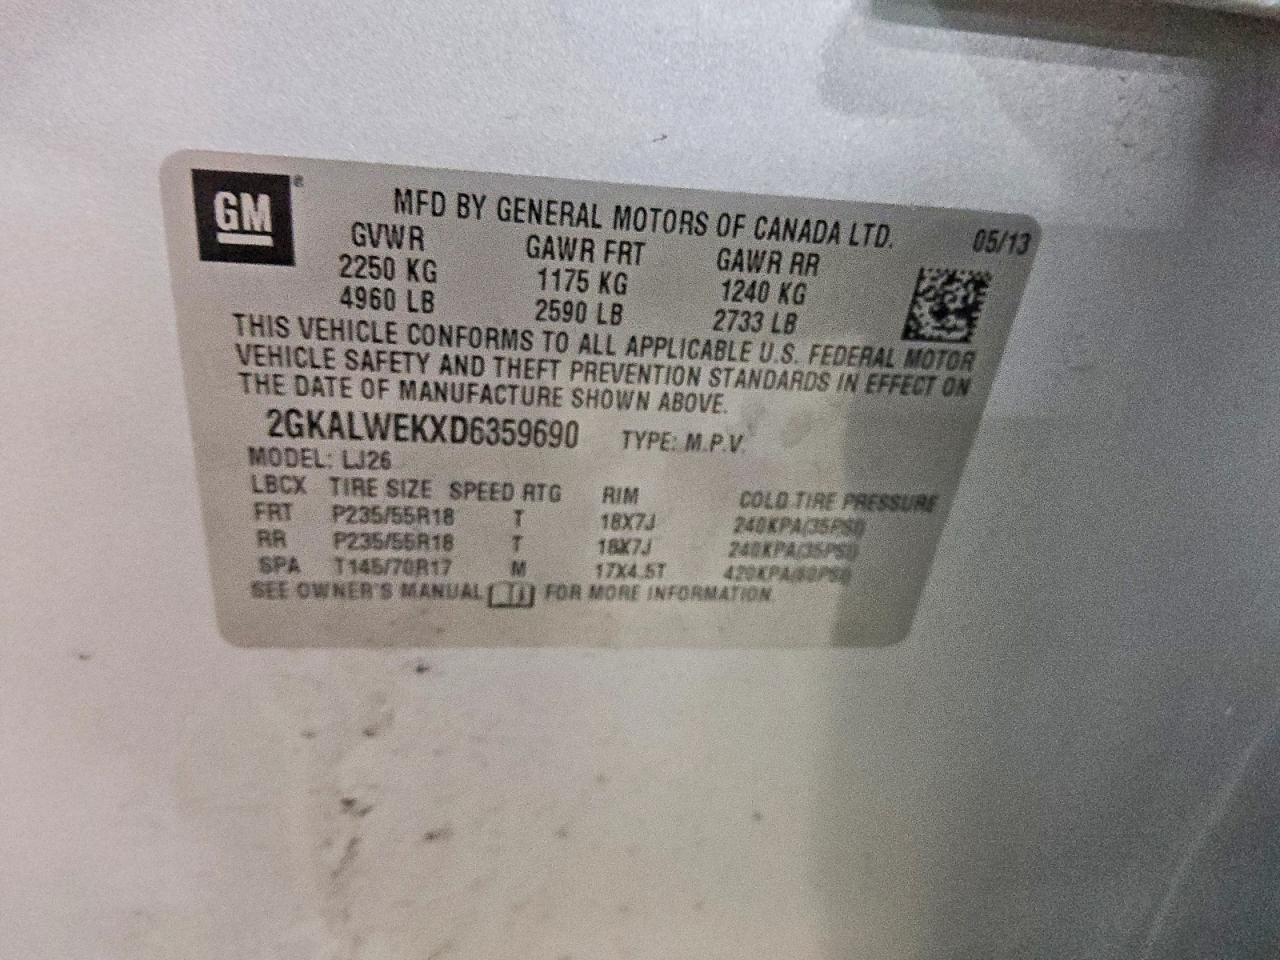 GM ®
MFD BY GENERAL MOTORS OF CANADA LTD.
05/13
GVWR GAWR FRT GAWR RR
2250 KG 1175 KG 1240 KG
4960 LB 2590 LB 2733 LB
THIS VEHICLE CONFORMS TO ALL APPLICABLE U.S. FEDERAL MOTOR
VEHICLE SAFETY AND THEFT PREVENTION STANDARDS IN EFFECT ON
THE DATE OF MANUFACTURE SHOWN ABOVE.
2GKALWEKXD6359690 TYPE: M.P.V.
MODEL: LJ26
LBCX TIRE SIZE SPEED RTG RIM COLD TIRE PRESSURE
FRT P235/55R18 T 18X7J 240KPA(35PSI)
RR P235/55R18 T 18X7J 240KPA(35PSI)
SPA T145/70R17 M 17X4.5T 420KPA(60PSI)
SEE OWNER'S MANUAL FOR MORE INFORMATION.